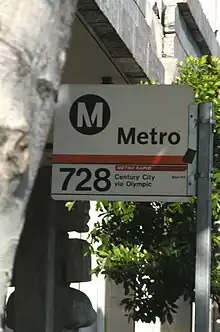 M
Metro
METRO RAPID
728
Century City
via Olympic